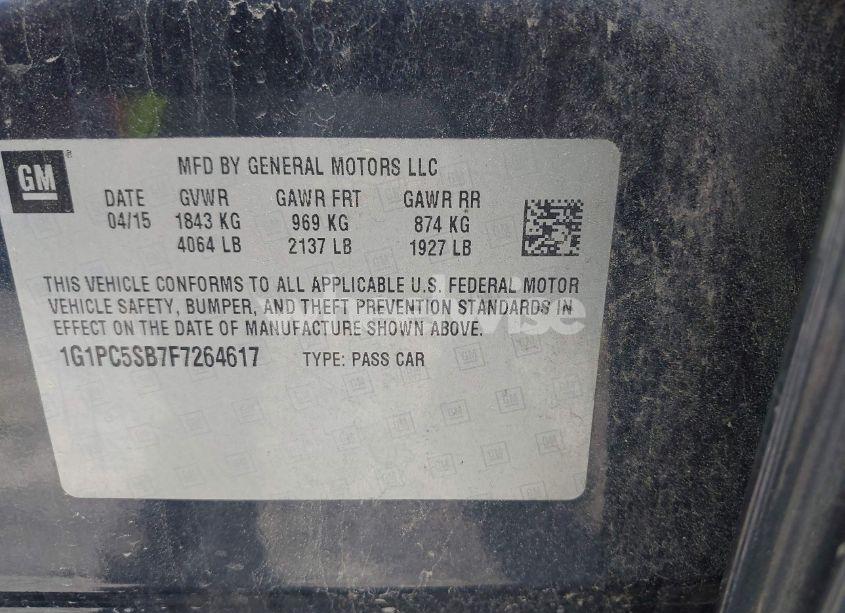 GM
MFD BY GENERAL MOTORS LLC
DATE GVWR GAWR FRT GAWR RR
04/15 1843 KG 969 KG 874 KG
4064 LB 2137 LB 1927 LB
THIS VEHICLE CONFORMS TO ALL APPLICABLE U.S. FEDERAL MOTOR
VEHICLE SAFETY, BUMPER, AND THEFT PREVENTION STANDARDS IN
EFFECT ON THE DATE OF MANUFACTURE SHOWN ABOVE.
1G1PC5SB7F7264617 TYPE: PASS CAR